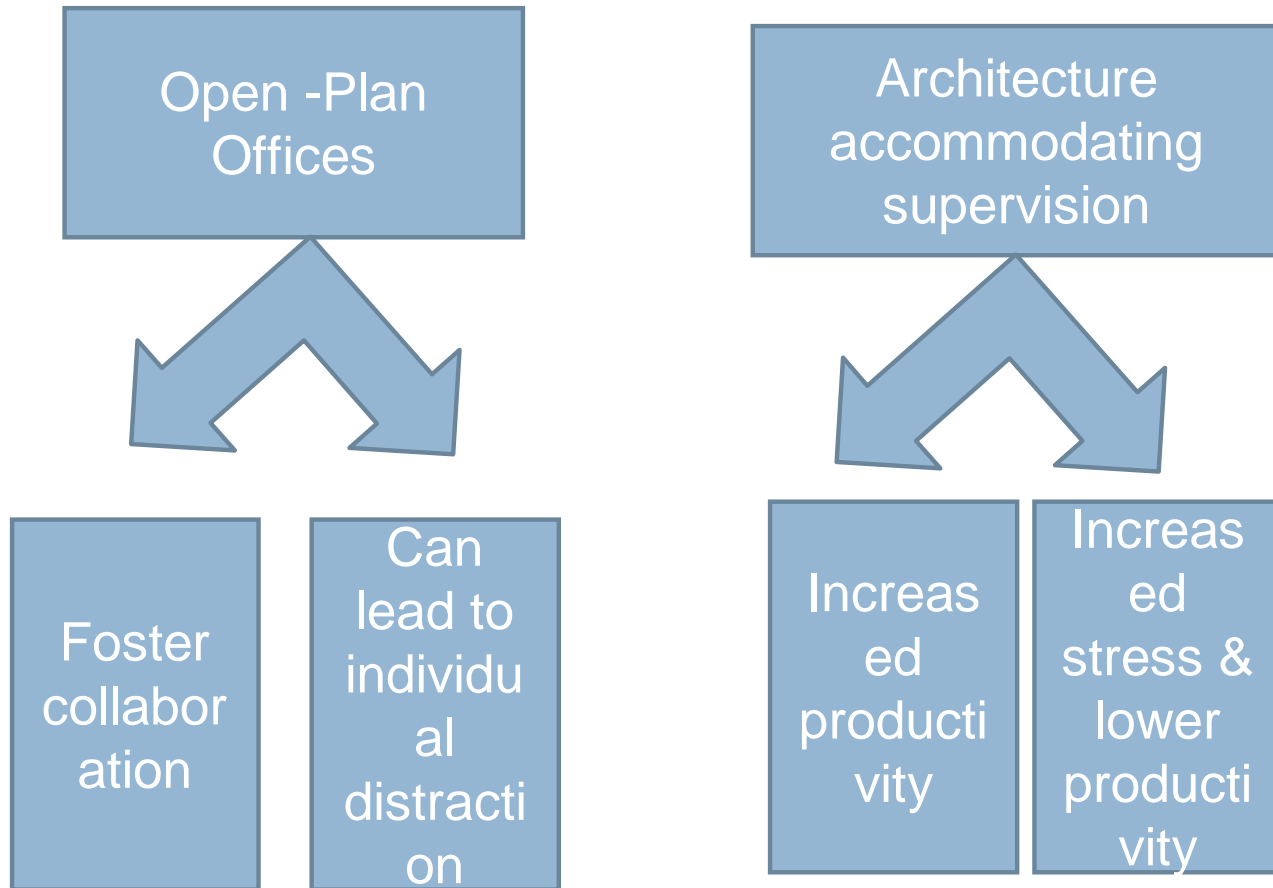 Open -Plan
Offices
Architecture
accommodating
supervision
Foster
collabor
ation
Can
lead to
individu
al
distracti
on
Increas
ed
producti
vity
Increas
ed
stress &
lower
producti
vity